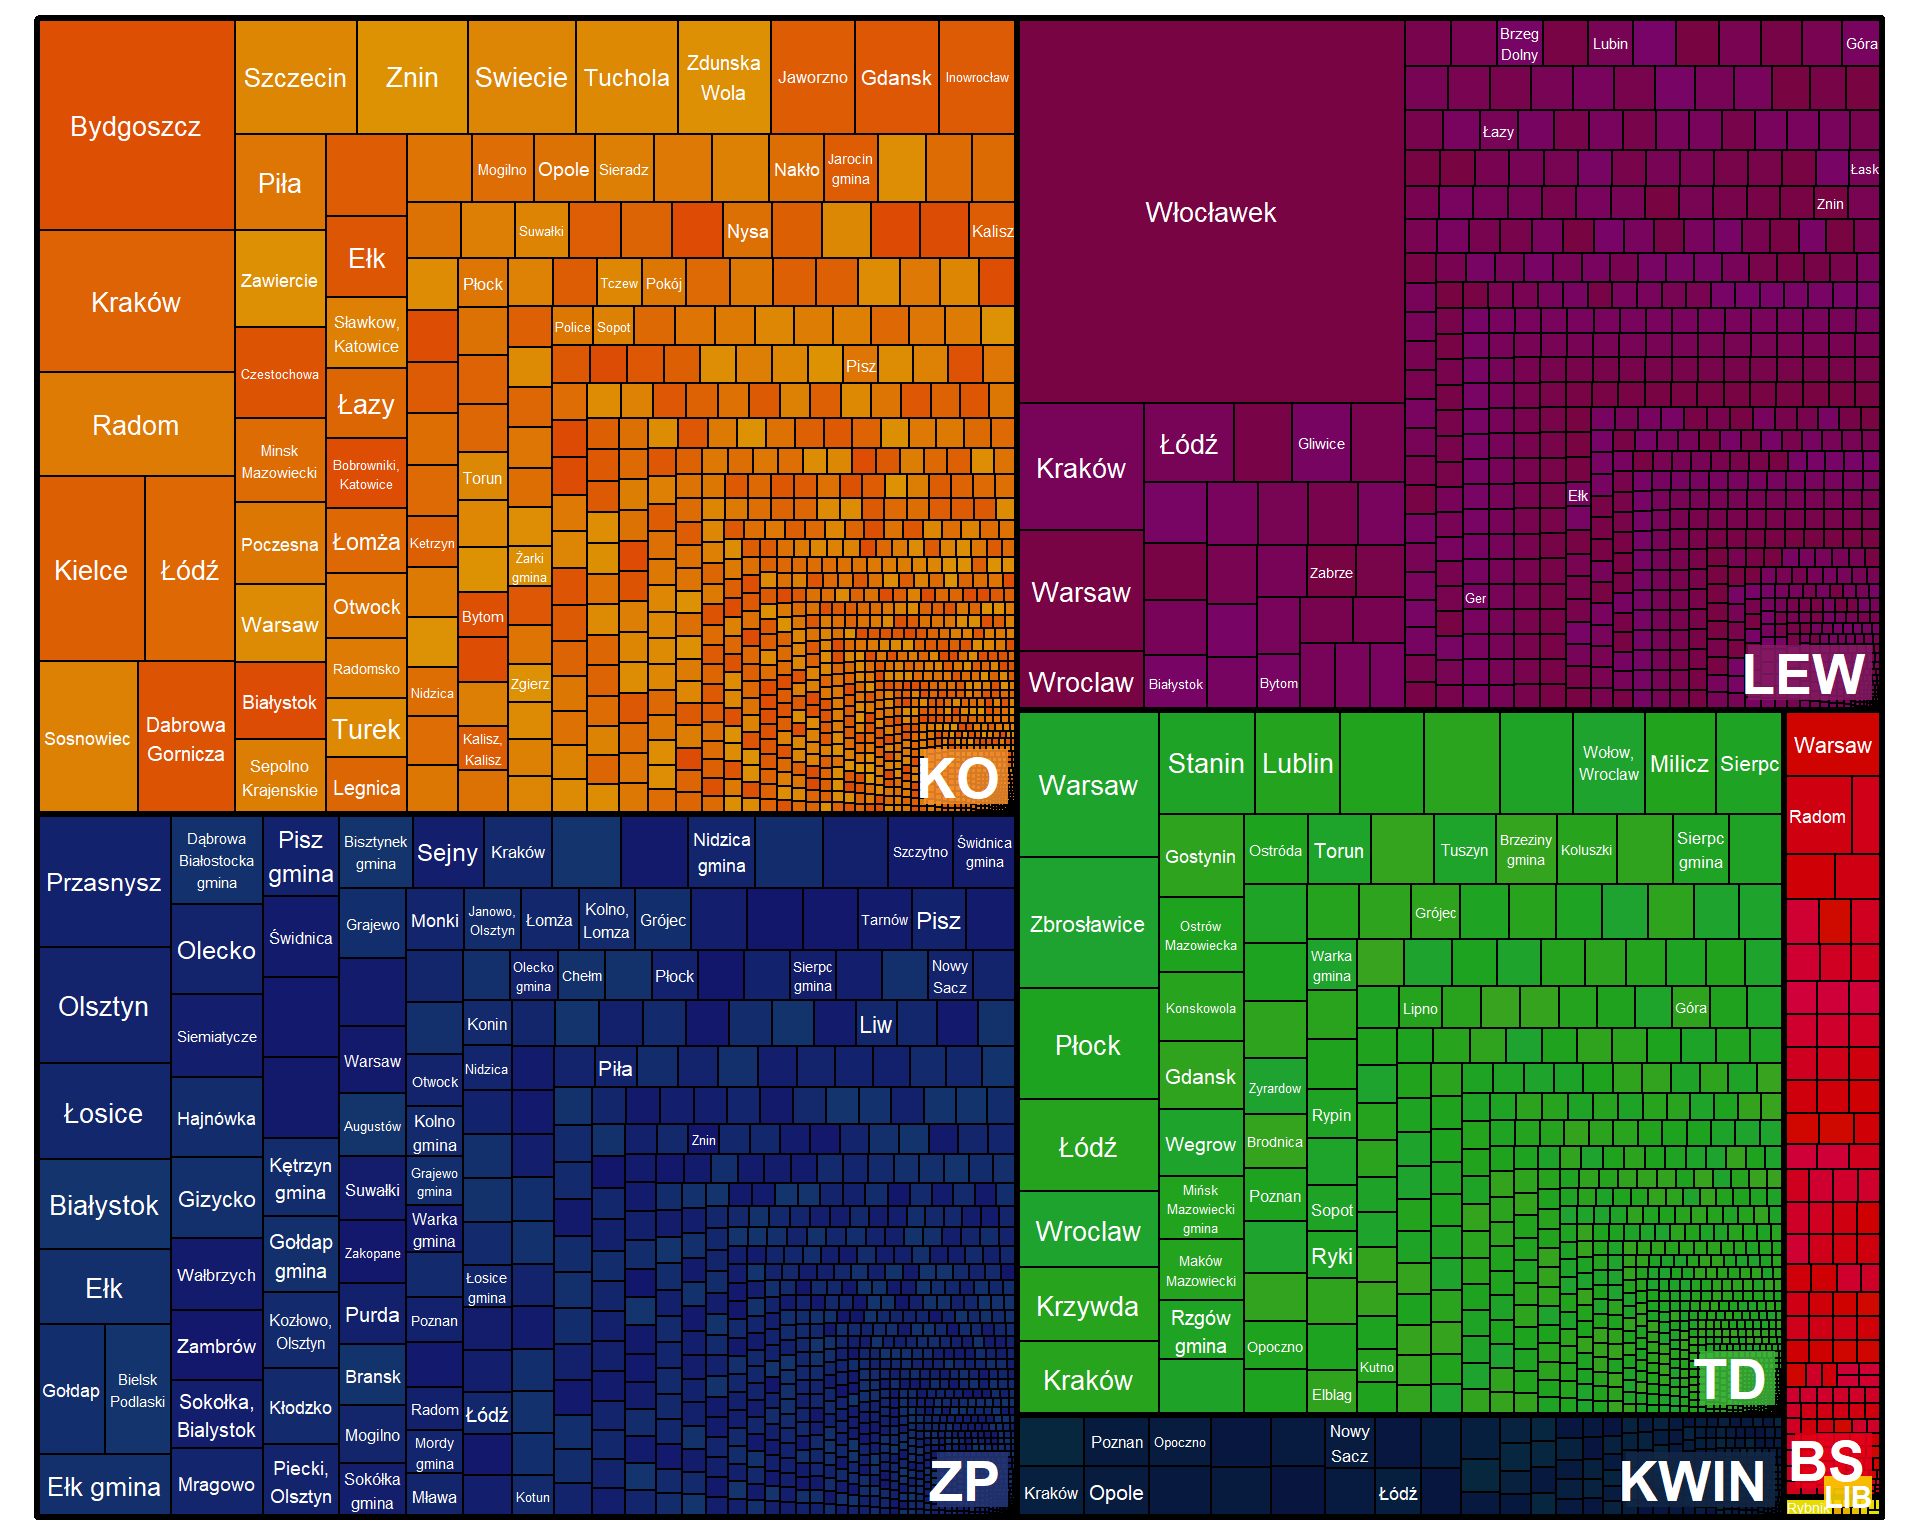 Bydgoszcz
Kraków
Radom
Kielce
Łódź
Sosnowiec
Dabrowa
Gornicza
Szczecin
Znin
Swiecie
Tuchola
Zdunska
Wola
Jaworzno
Gdansk
Inowrocław
Piła
Zawiercie
Czestochowa
Minsk
Mazowiecki
Poczesna
Warsaw
Białystok
Sepolno
Krajenskie
Ełk
Sławkow,
Katowice
Łazy
Bobrowniki,
Katowice
Łomża
Otwock
Radomsko
Turek
Legnica
Mogilno
Opole
Sieradz
Nakło
Jarocin
gmina
Suwałki
Nysa
Kalisz
Płock
Tczew
Pokój
Police
Sopot
Pisz
Torun
Ketrzyn
Żarki
gmina
Bytom
Nidzica
Zgierz
Kalisz,
Kalisz
KO
Włocławek
Kraków
Warsaw
Wroclaw
Łódź
Gliwice
Zabrze
Białystok
Bytom
Brzeg
Dolny
Lubin
Góra
Łazy
Łask
Znin
Ełk
Ger
LEW
Przasnysz
Olsztyn
Łosice
Białystok
Ełk
Gołdap
Bielsk
Podlaski
Ełk gmina
Dąbrowa
Białostocka
gmina
Olecko
Siemiatycze
Hajnówka
Gizycko
Wałbrzych
Zambrów
Sokołka,
Bialystok
Mragowo
Pisz
gmina
Świdnica
Kętrzyn
gmina
Gołdap
gmina
Kozłowo,
Olsztyn
Kłodzko
Piecki,
Olsztyn
Bisztynek
gmina
Grajewo
Warsaw
Augustów
Suwałki
Zakopane
Purda
Bransk
Mogilno
Sokółka
gmina
Sejny
Kraków
Nidzica
gmina
Szczytno
Świdnica
gmina
Monki
Janowo,
Olsztyn
Łomża
Kolno,
Lomza
Grójec
Tarnów
Pisz
Olecko
gmina
Chełm
Płock
Sierpc
gmina
Nowy
Sacz
Konin
Liw
Nidzica
Piła
Otwock
Kolno
gmina
Znin
Grajewo
gmina
Warka
gmina
Łosice
gmina
Poznan
Radom
Łódź
Mordy
gmina
Mława
Kotun
ZP
Warsaw
Zbrosławice
Płock
Łódź
Wroclaw
Krzywda
Kraków
Stanin
Lublin
Wołow,
Wroclaw
Milicz
Sierpc
Gostynin
Ostróda
Torun
Tuszyn
Brzeziny
gmina
Koluszki
Sierpc
gmina
Ostrów
Mazowiecka
Grójec
Warka
gmina
Konskowola
Lipno
Góra
Gdansk
Zyrardow
Rypin
Wegrow
Brodnica
Mińsk
Mazowiecki
gmina
Poznan
Sopot
Maków
Mazowiecki
Ryki
Rzgów
gmina
Opoczno
Kutno
Elblag
TD
Warsaw
Radom
BS
Poznan
Opoczno
Nowy
Sacz
Kraków
Opole
Łódź
KWIN
LIB
Rybnik